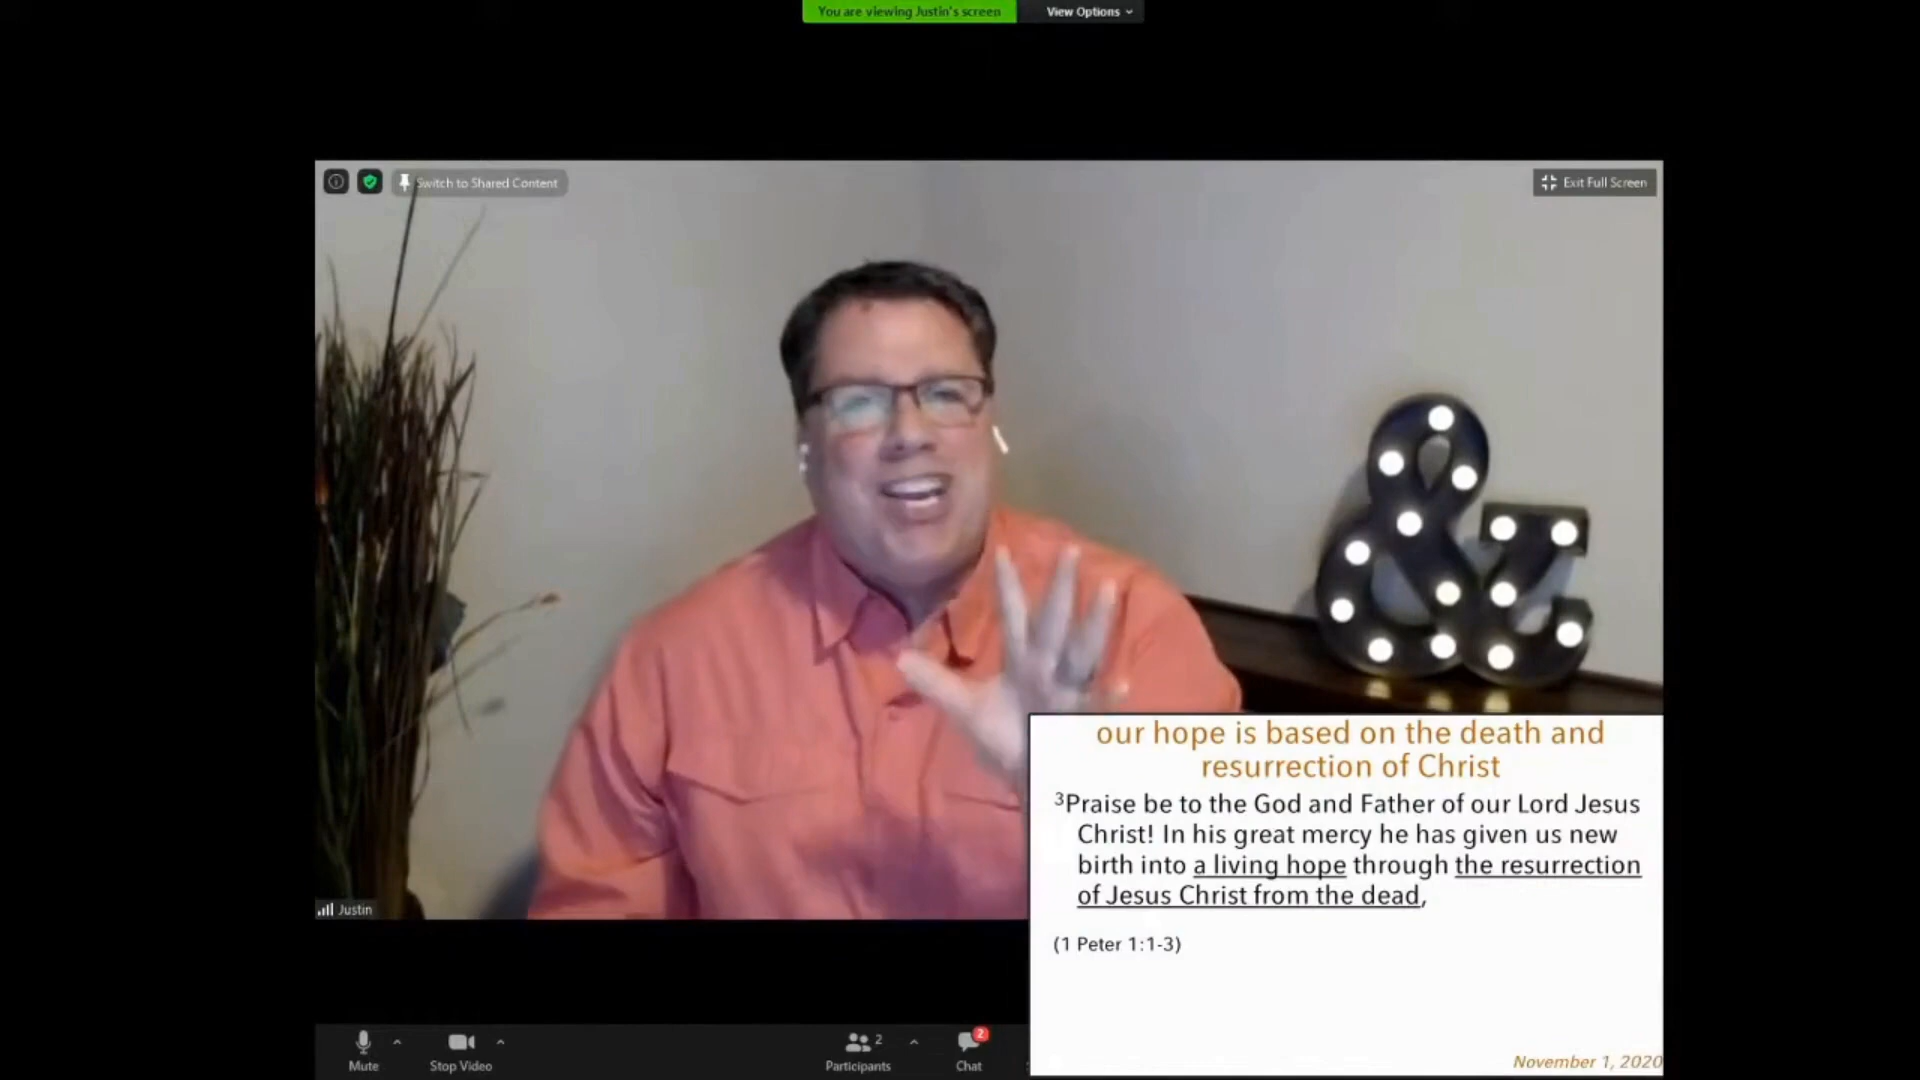 You are viewing Justin's screen View Options
Switch to Shared Content
Exit Full Screen
&
our hope is based on the death and
resurrection of Christ
3Praise be to the God and Father of our Lord Jesus
Christ! In his great mercy he has given us new
birth into a living hope through the resurrection
of Jesus Christ from the dead,
(1 Peter 1:1-3)
November 1, 2020
Justin
Mute
Stop Video
2
Participants
2
Chat